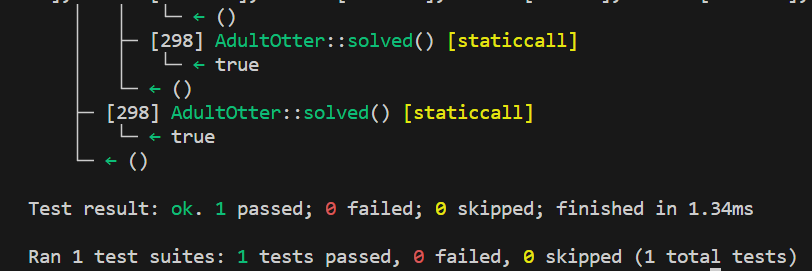 ← ()
[298] AdultOtter::solved() [staticcall]
← true
← ()
[298] AdultOtter::solved() [staticcall]
← true
← ()
Test result: ok. 1 passed; 0 failed; 0 skipped; finished in 1.34ms
Ran 1 test suites: 1 tests passed, 0 failed, 0 skipped (1 total tests)